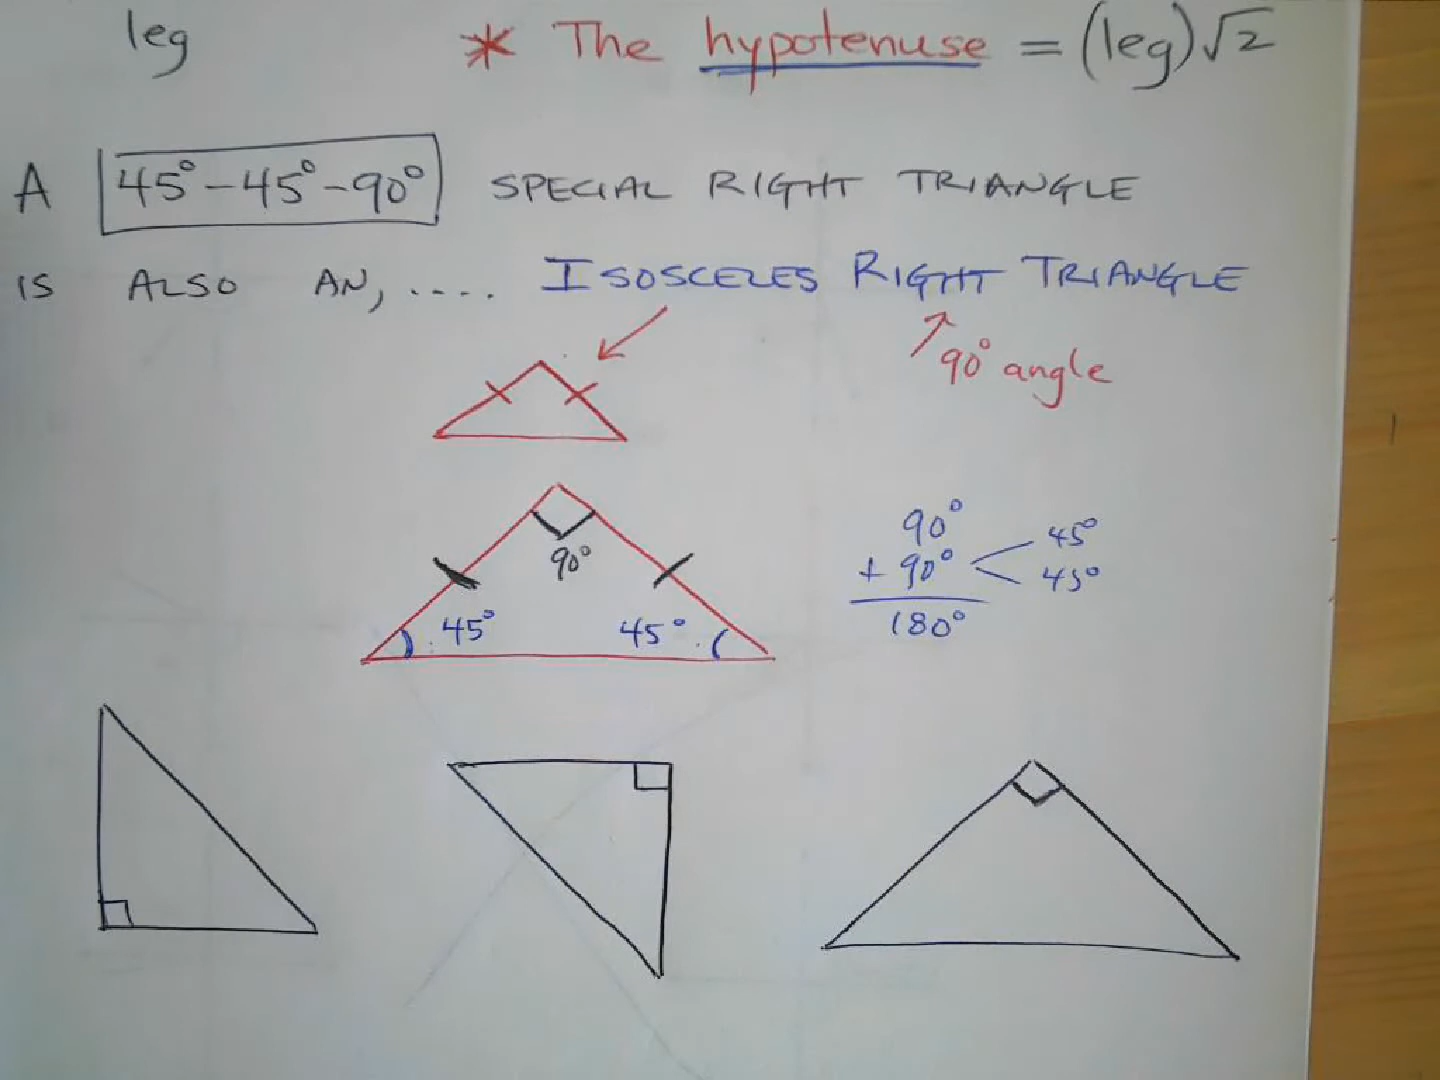 leg
* The hypotenuse = (leg)√2
A 45°-45°-90° SPECIAL RIGHT TRIANGLE
IS ALSO AN, .... ISOSCELES RIGHT TRIANGLE
90° angle
90°
45° 45°
90° 45°
+ 90° 45°
180°